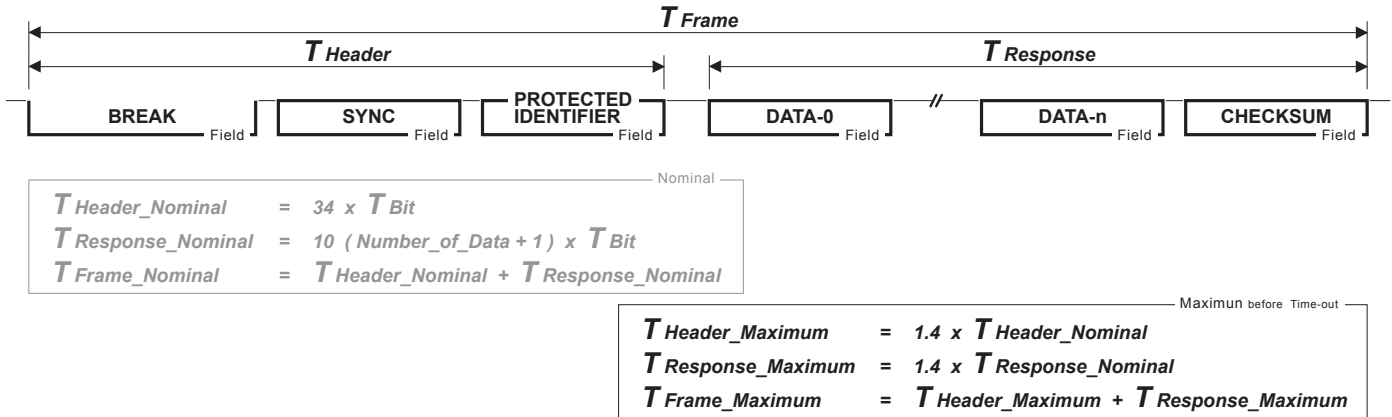 T Frame
T Header T Response
BREAK Field SYNC Field PROTECTED IDENTIFIER Field DATA-0 Field // DATA-n Field CHECKSUM Field
Nominal
T Header_Nominal = 34 x T Bit
T Response_Nominal = 10 ( Number_of_Data + 1 ) x T Bit
T Frame_Nominal = T Header_Nominal + T Response_Nominal
Maximun before Time-out
T Header_Maximum = 1.4 x T Header_Nominal
T Response_Maximum = 1.4 x T Response_Nominal
T Frame_Maximum = T Header_Maximum + T Response_Maximum